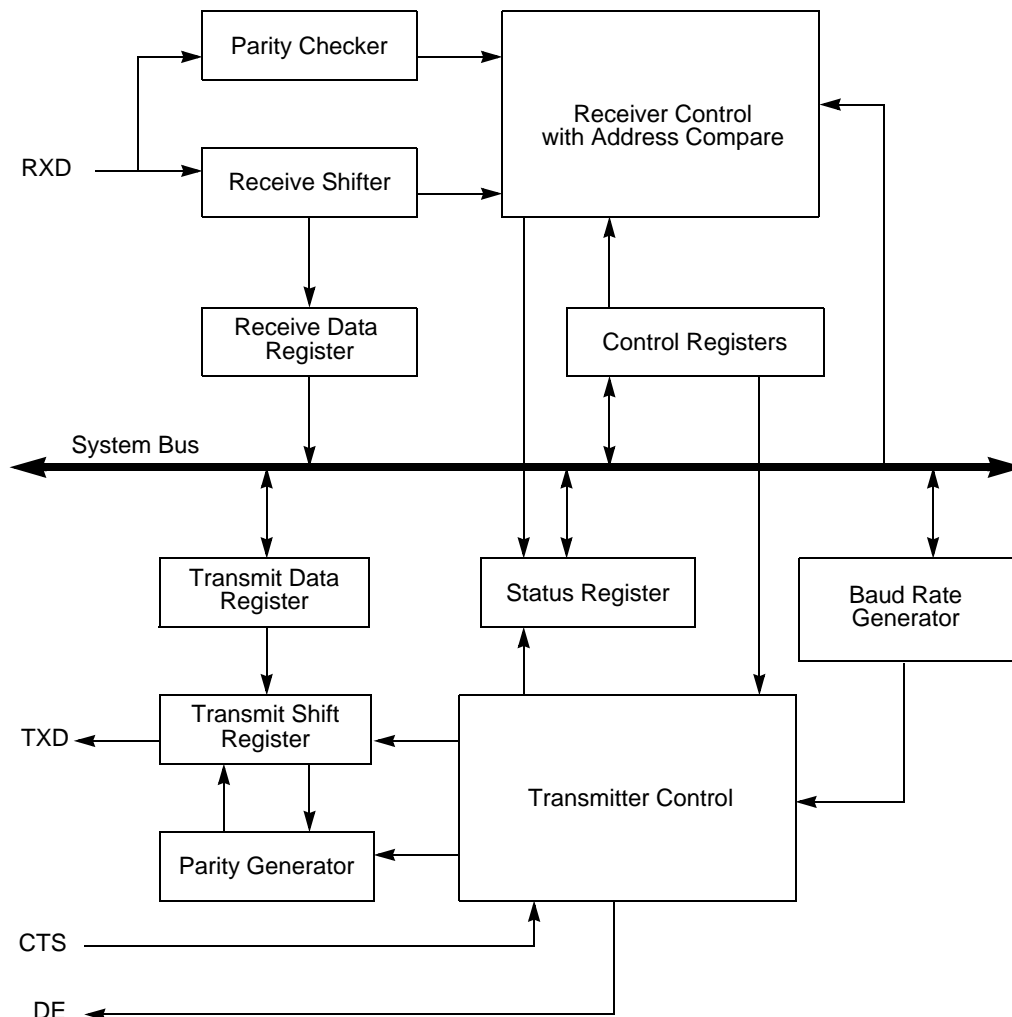 Parity Checker
Receiver Control
with Address Compare
RXD
Receive Shifter
Receive Data
Register
Control Registers
System Bus
Transmit Data
Register
Status Register
Baud Rate
Generator
Transmit Shift
Register
TXD
Transmitter Control
Parity Generator
CTS
DE